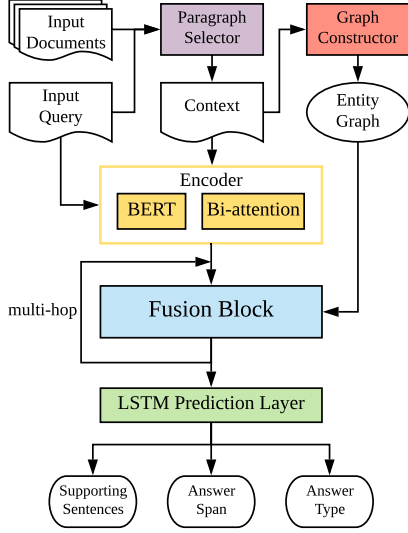 Input
Documents
Paragraph
Selector
Graph
Constructor
Input
Query
Context
Entity
Graph
Encoder
BERT
Bi-attention
multi-hop
Fusion Block
LSTM Prediction Layer
Supporting
Sentences
Answer
Span
Answer
Type